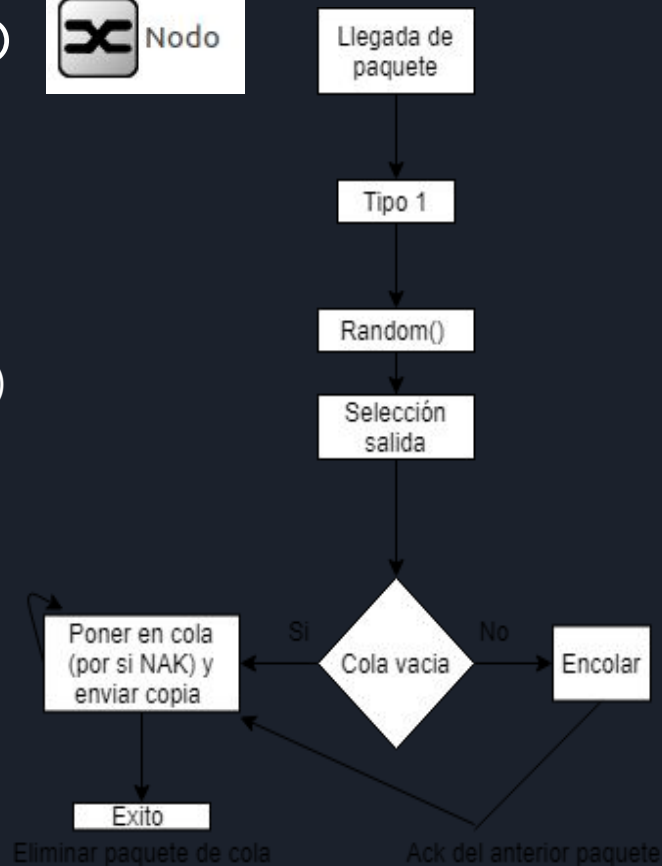 Nodo
Llegada de
paquete
Tipo 1
Random()
Selección
salida
Si
No
Poner en cola
(por si NAK) y
enviar copia
Cola vacia
Encolar
Exito
Eliminar paquete de cola
Ack del anterior paquete